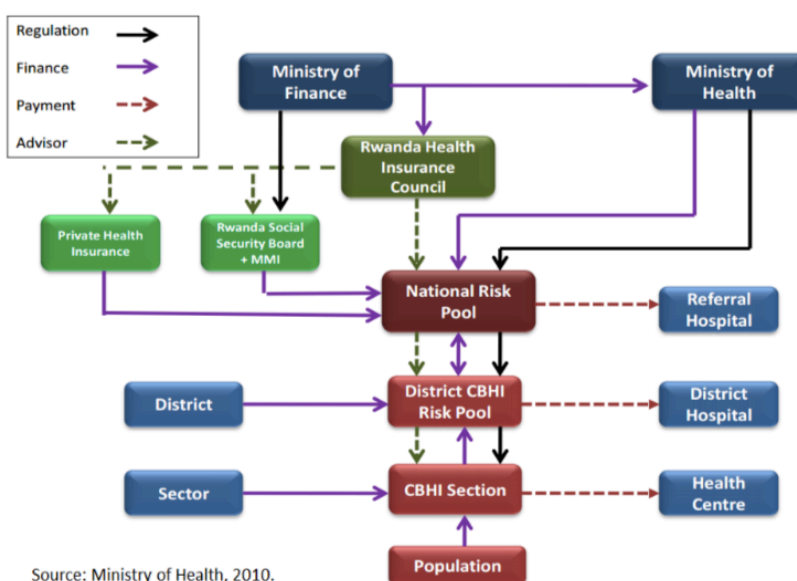 Regulation
Finance
Payment
Advisor
Ministry of
Finance
Ministry of
Health
Rwanda Health
Insurance
Council
Private Health
Insurance
Rwanda Social
Security Board
+ MMI
National Risk
Pool
Referral
Hospital
District
District CBHI
Risk Pool
District
Hospital
Sector
CBHI Section
Health
Centre
Population
Source: Ministry of Health, 2010.